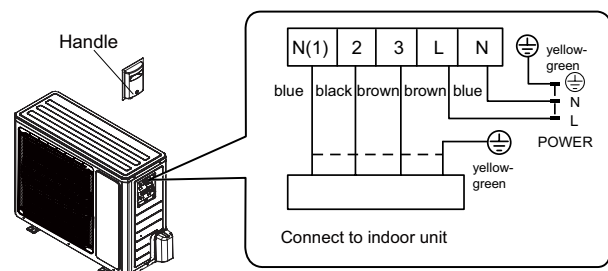 Handle
N(1) 2 3 L N
yellow-
green
blue black brown brown blue
N
L
POWER
yellow-
green
Connect to indoor unit